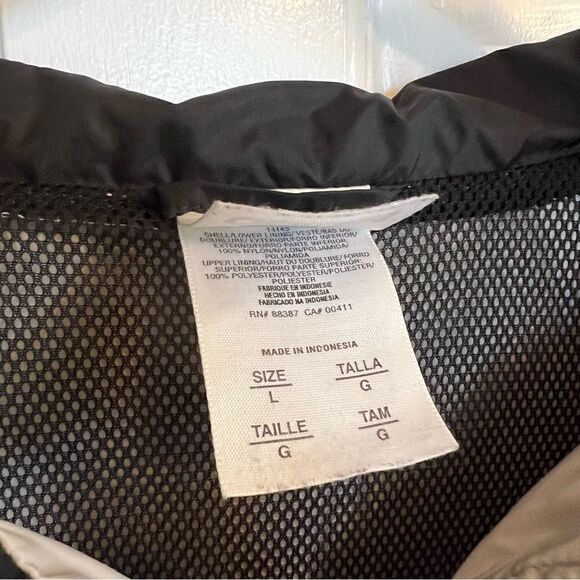 14143
SHELL/LOWER LINING/ VESTE/BAS DU
DOUBLURE/ EXTERIOR/FORRO INFERIOR/
EXTERNO/FORRO PARTE INFERIOR:
100% NYLON/NYLON/POLIAMIDA/
POLIAMIDA
UPPER LINING/HAUT DU DOUBLURE/ FORRO
SUPERIOR/FORRO PARTE SUPERIOR:
100% POLYESTER/POLYESTER/POLIESTER/
POLIESTER
FABRIQUE EN INDONESIE
HECHO EN INDONESIA
FABRICADO NA INDONESIA
RN# 88387 CA# 00411
MADE IN INDONESIA
SIZE TALLA
L G
TAILLE TAM
G G